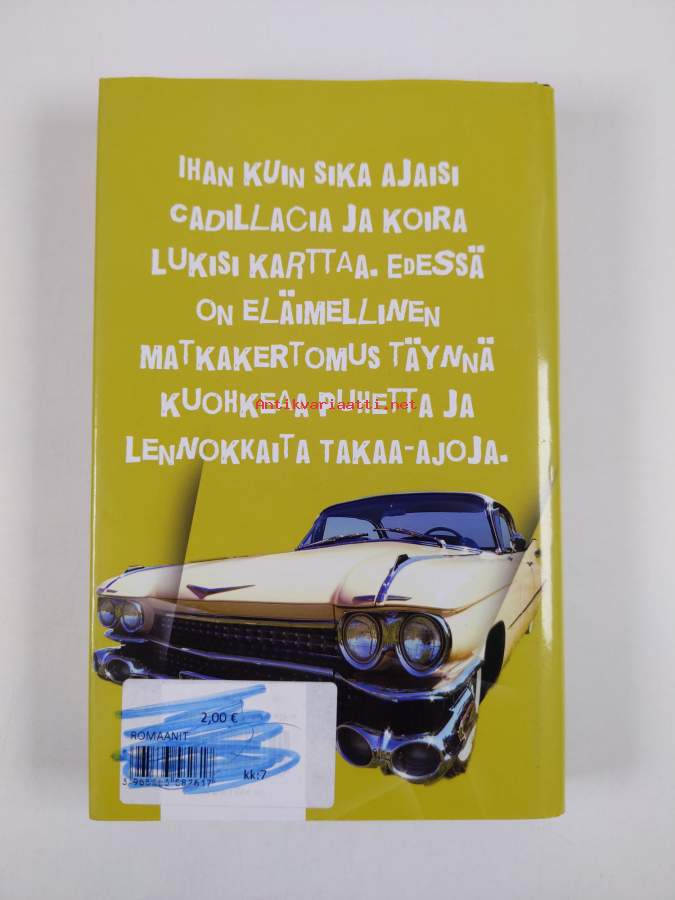 IHAN KUIN SIKA AJAISI
CADILLACIA JA KOIRA
LUKISI KARTTAA. EDESSÄ
ON ELÄIMELLINEN
MATKAKERTOMUS TÄYNNÄ
KUOHKEAA PUHETTA JA
Antikvariaatti.net
LENNOKKAITA TAKAA-AJOJA.
2,00 €
ROMAANIT
kk:7